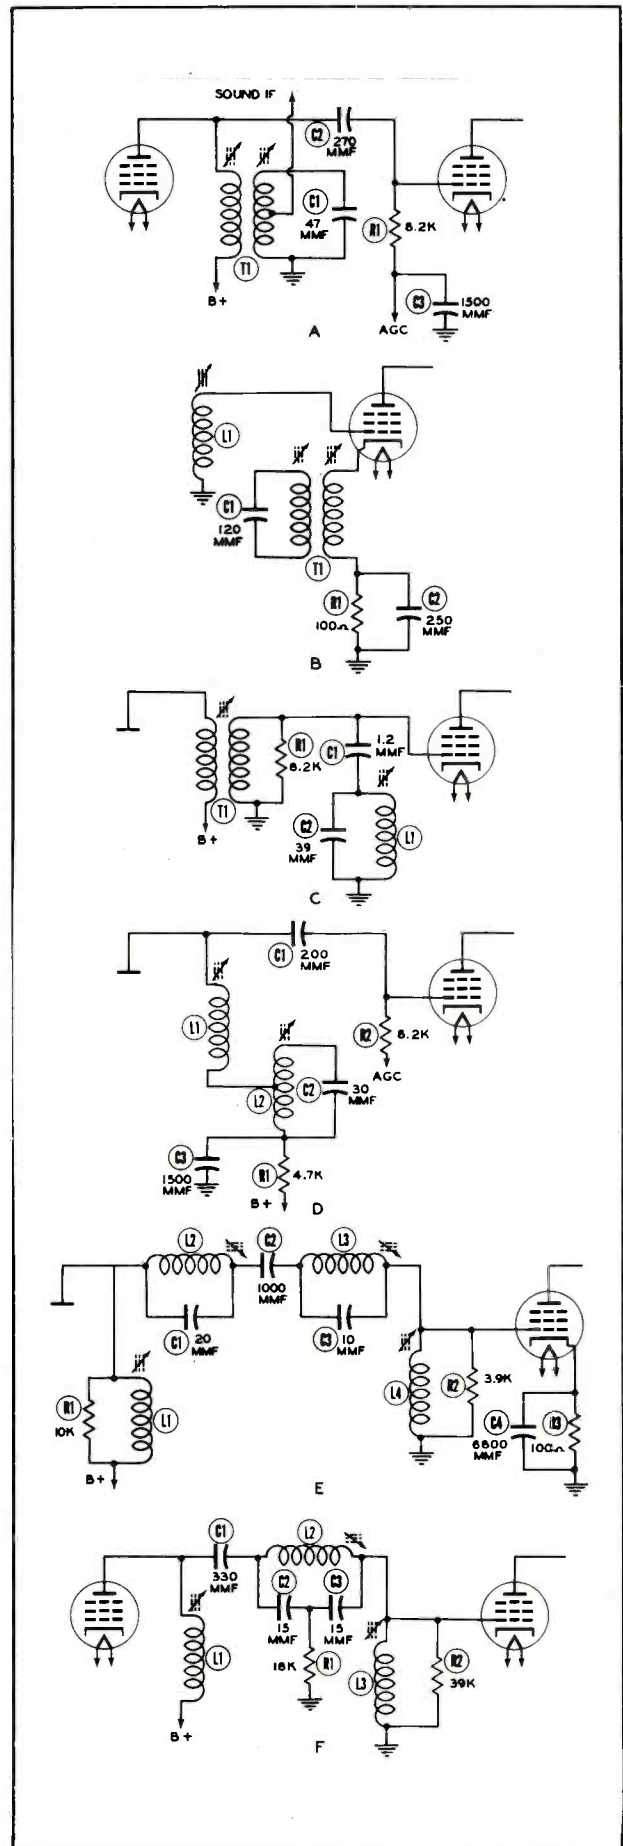 SOUND IF
C2
270
MMF
C1
47
MMF
R1
8.2K
T1
B+
C3
1500
MMF
AGC
A
L1
C1
120
MMF
T1
R1
100Ω
C2
250
MMF
B
R1
8.2K
C1
1.2
MMF
T1
B+
C2
39
MMF
L1
C
C1
200
MMF
L1
R2
8.2K
AGC
L2
C2
30
MMF
C3
1500
MMF
R1
4.7K
B+
D
L2
C2
L3
1000
MMF
C1
20
MMF
C3
10
MMF
R1
10K
L1
B+
L4
R2
3.9K
C4
6800
MMF
R3
100Ω
E
C1
330
MMF
L2
C2
15
MMF
C3
15
MMF
L1
R1
18K
L3
R2
39K
B+
F